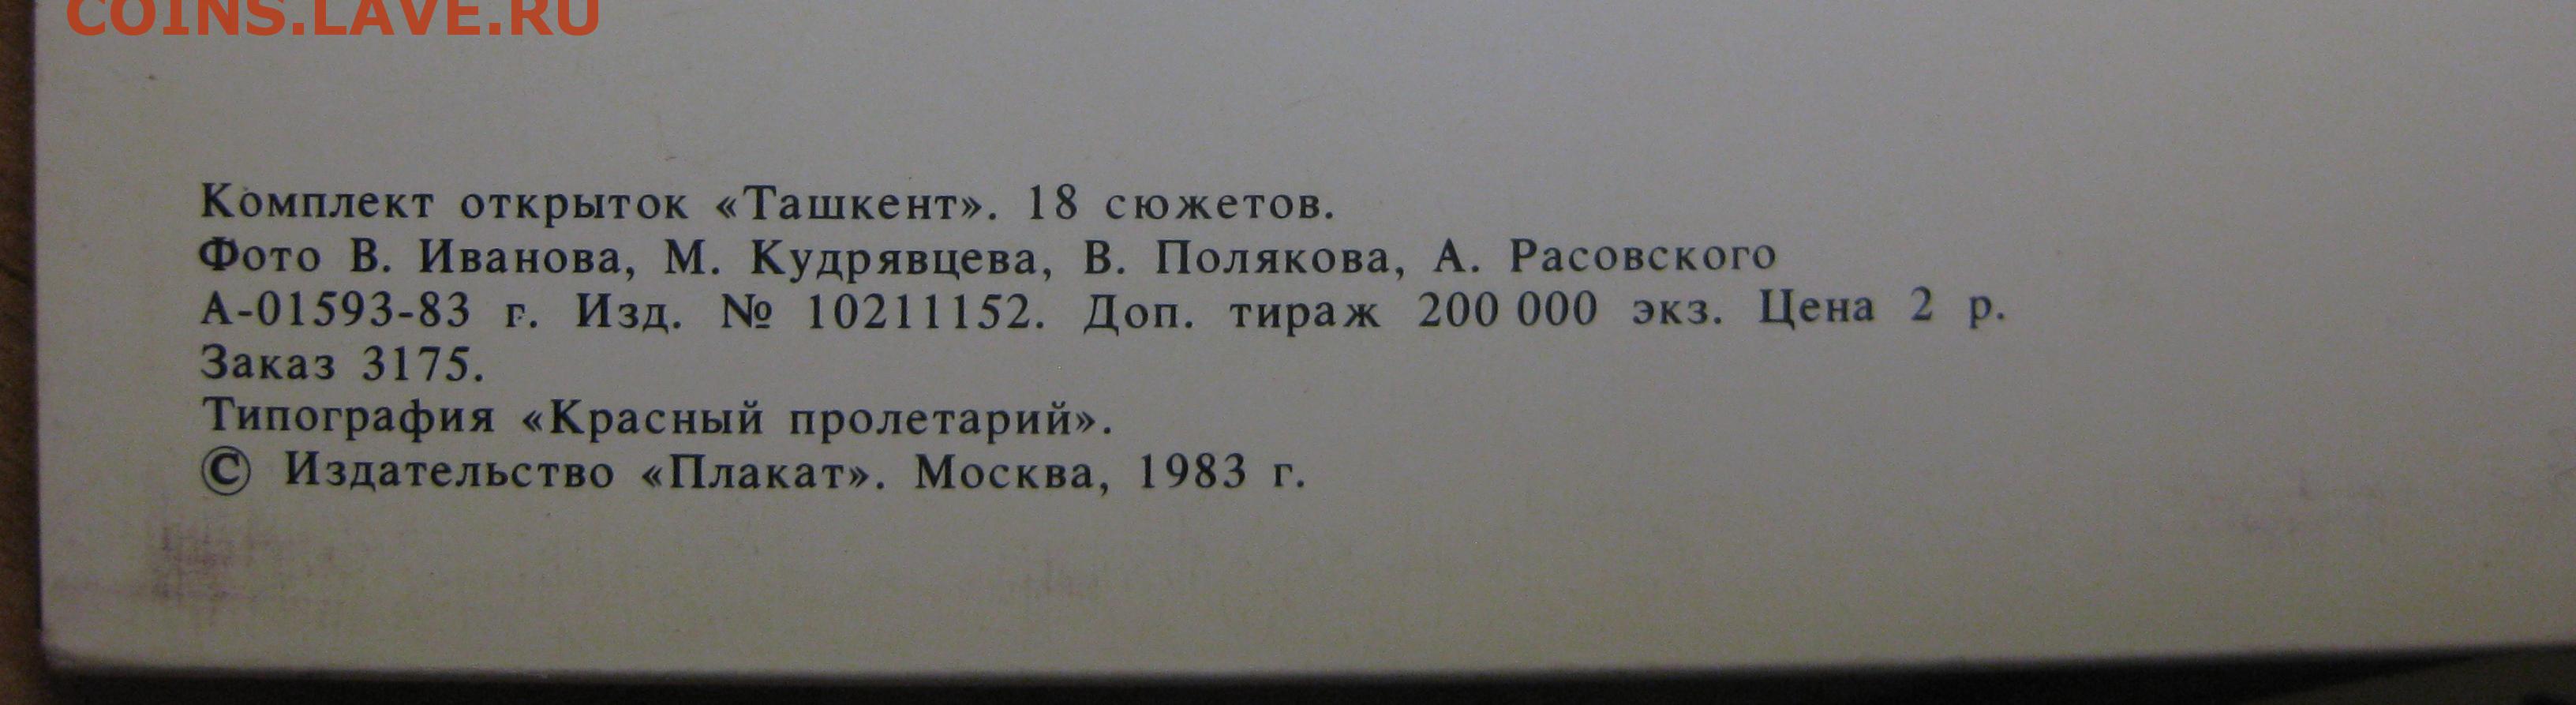 COINS.LAVE.RU
Комплект открыток «Ташкент». 18 сюжетов.
Фото В. Иванова, М. Кудрявцева, В. Полякова, А. Расовского
А-01593-83 г. Изд. № 10211152. Доп. тираж 200 000 экз. Цена 2 р.
Заказ 3175.
Типография «Красный пролетарий».
© Издательство «Плакат». Москва, 1983 г.